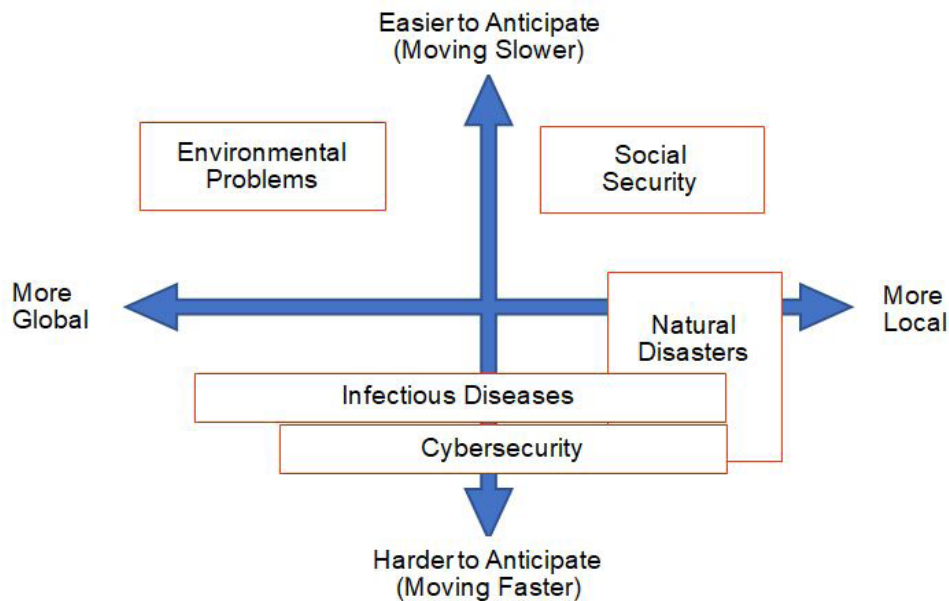 Easier to Anticipate
(Moving Slower)
Environmental
Problems
Social
Security
More
Global
More
Local
Natural
Disasters
Infectious Diseases
Cybersecurity
Harder to Anticipate
(Moving Faster)